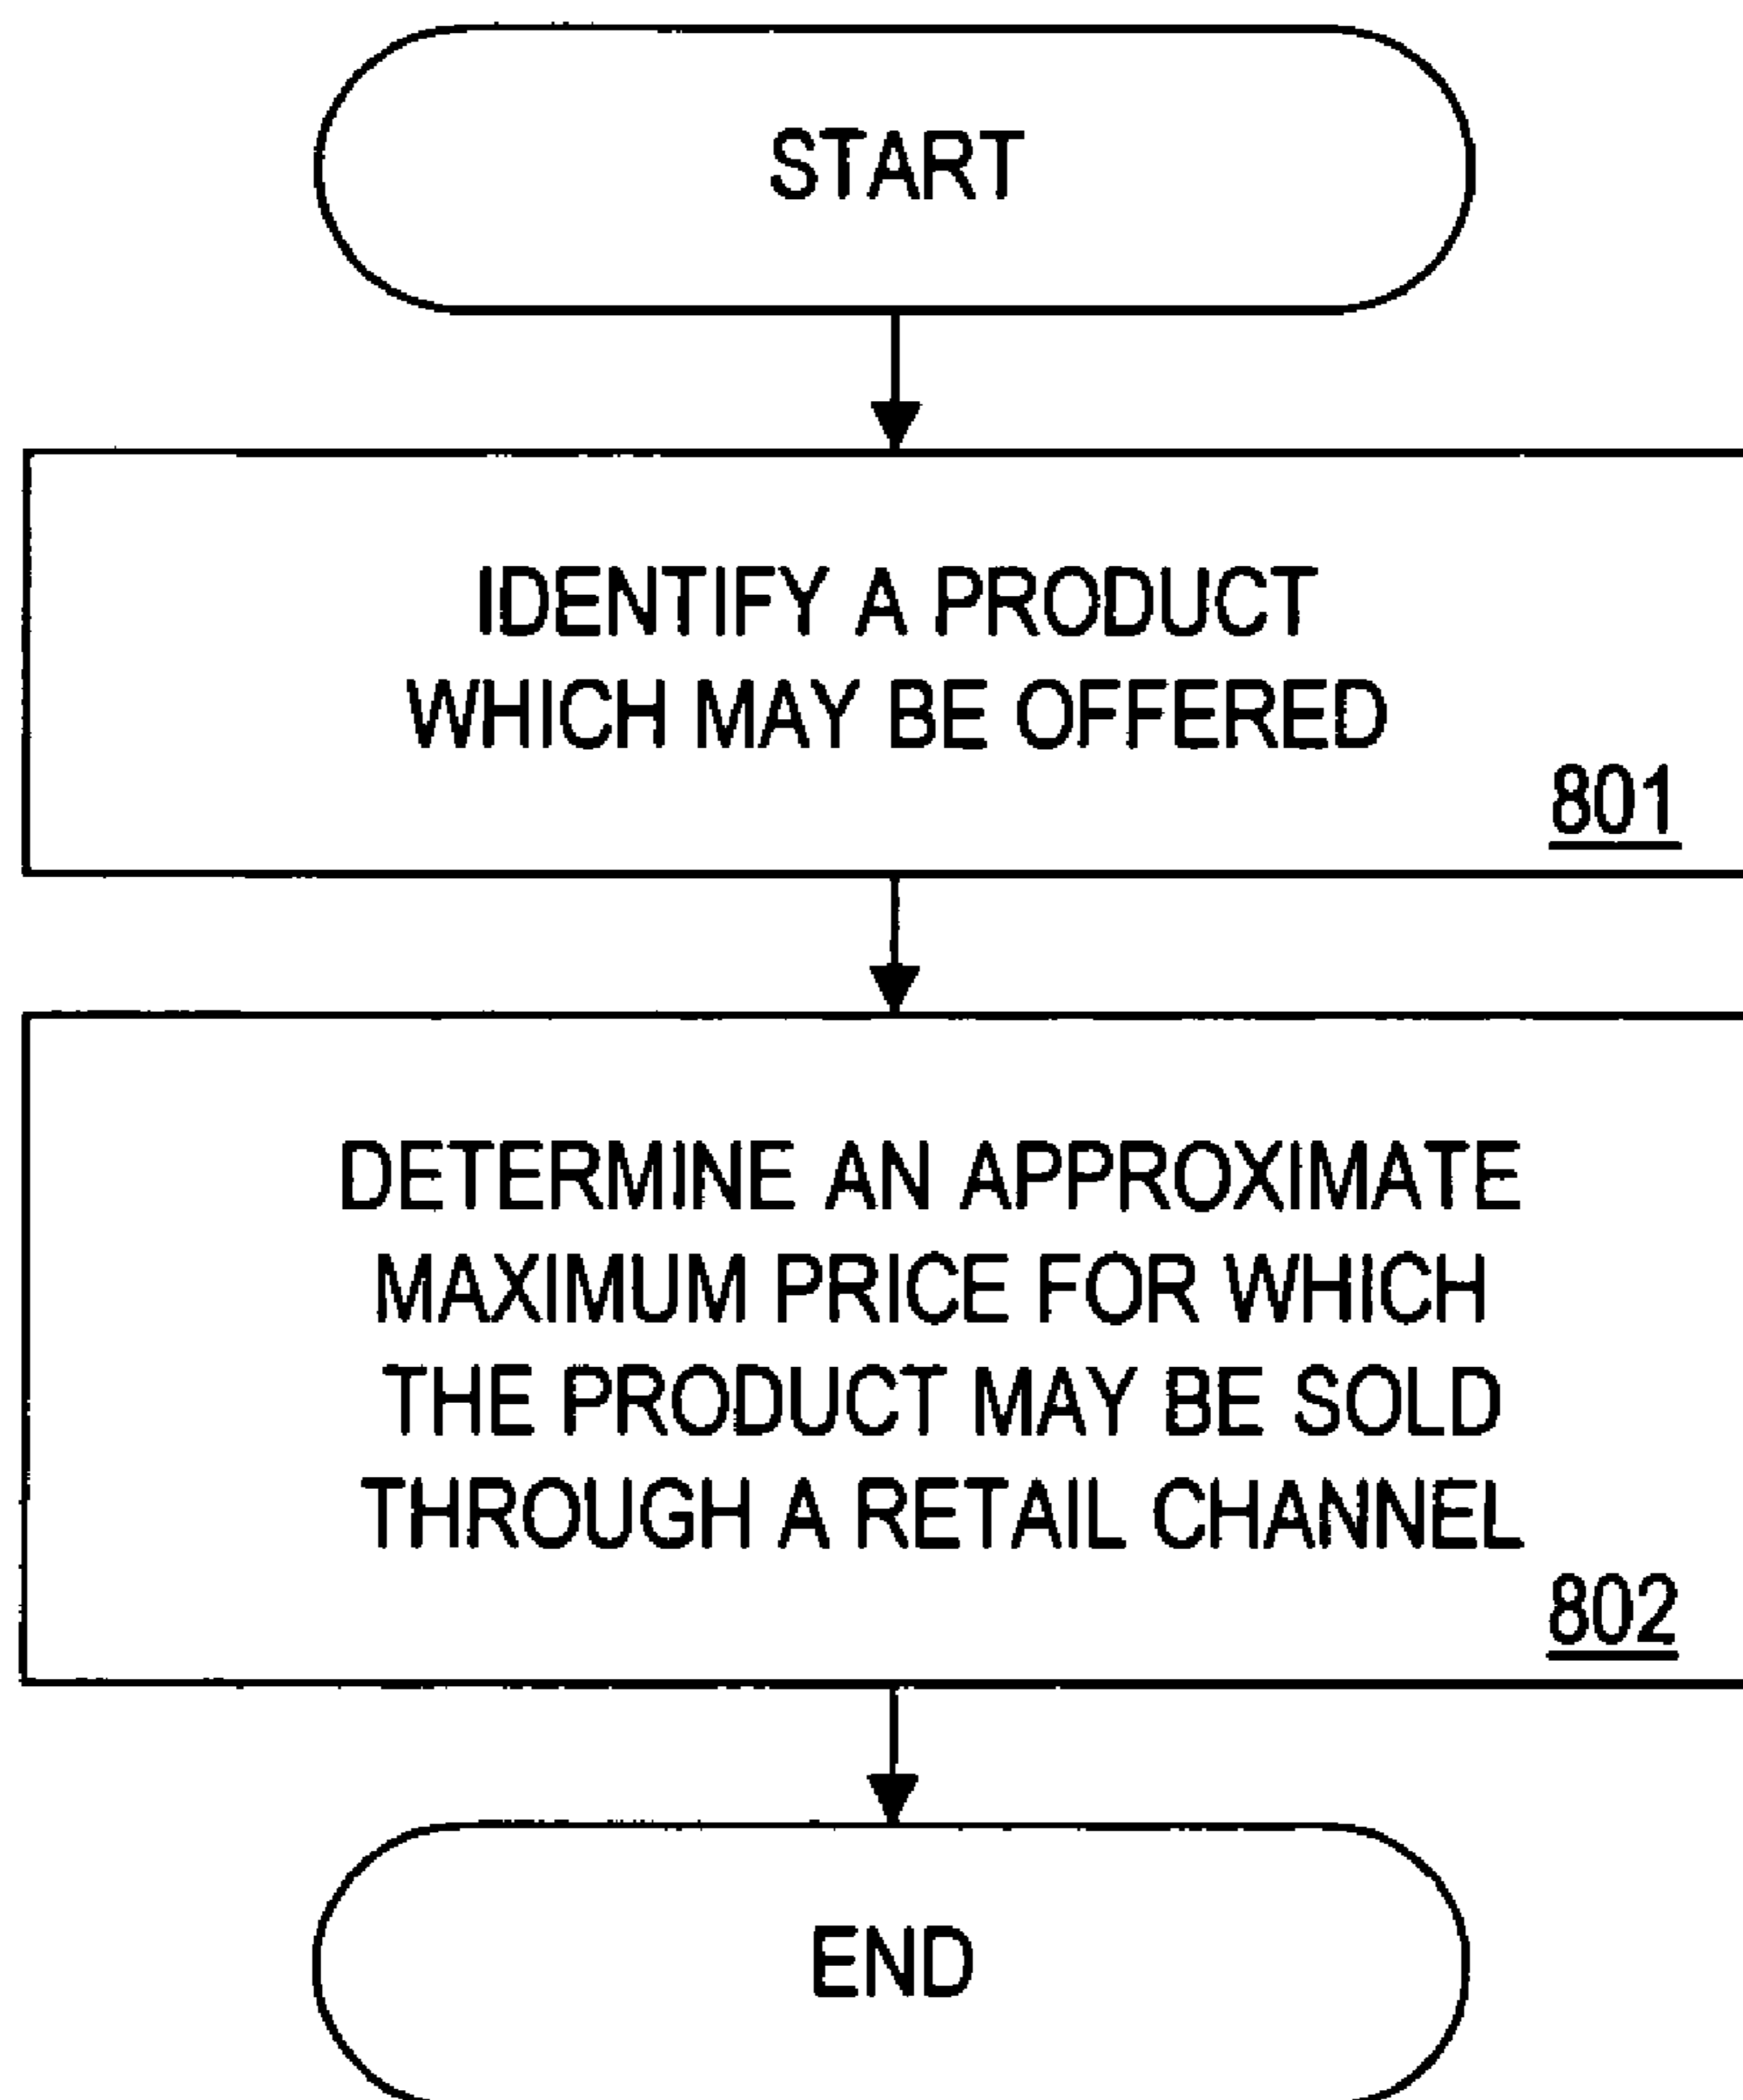 START
IDENTIFY A PRODUCT
WHICH MAY BE OFFERED
801
DETERMINE AN APPROXIMATE
MAXIMUM PRICE FOR WHICH
THE PRODUCT MAY BE SOLD
THROUGH A RETAIL CHANNEL
802
END